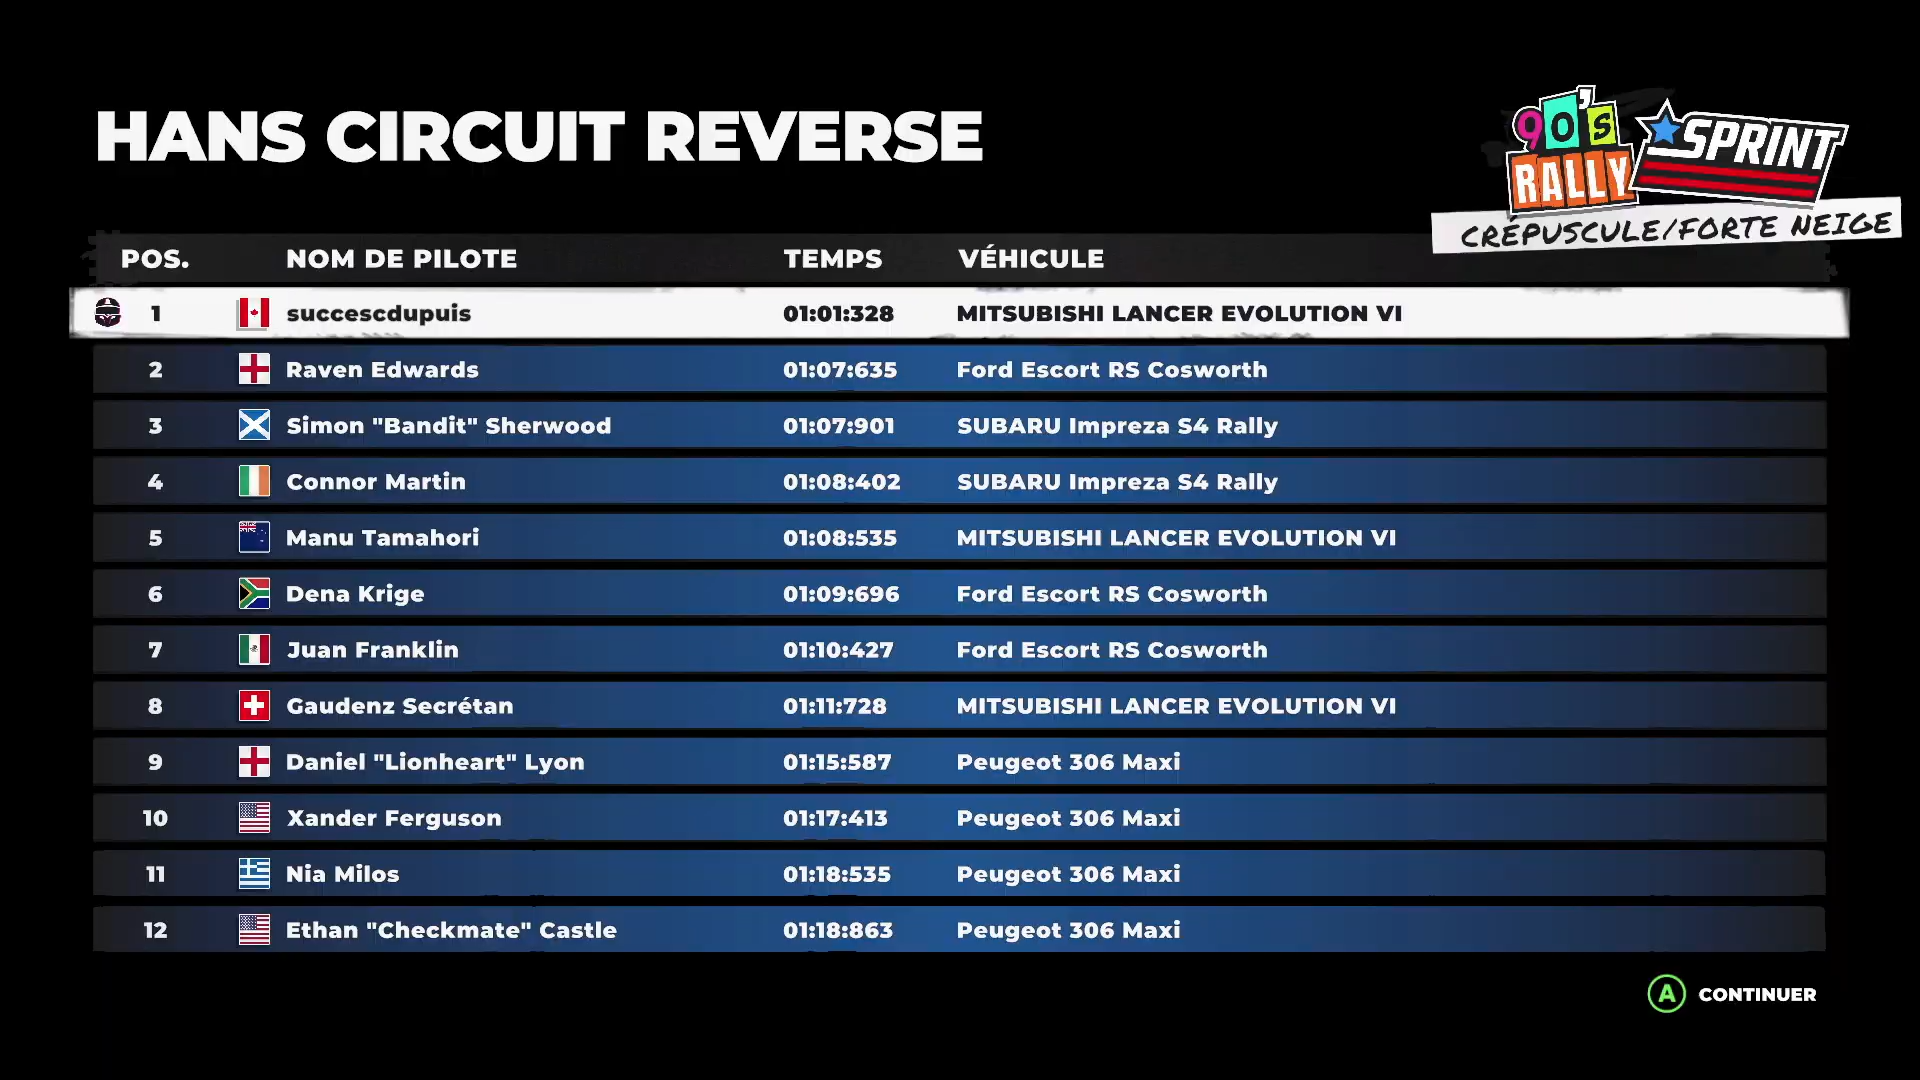 HANS CIRCUIT REVERSE
90's RALLY SPRINT
CRÉPUSCULE/FORTE NEIGE
POS. NOM DE PILOTE TEMPS VÉHICULE
1 succescdupuis 01:01:328 MITSUBISHI LANCER EVOLUTION VI
2 Raven Edwards 01:07:635 Ford Escort RS Cosworth
3 Simon "Bandit" Sherwood 01:07:901 SUBARU Impreza S4 Rally
4 Connor Martin 01:08:402 SUBARU Impreza S4 Rally
5 Manu Tamahori 01:08:535 MITSUBISHI LANCER EVOLUTION VI
6 Dena Krige 01:09:696 Ford Escort RS Cosworth
7 Juan Franklin 01:10:427 Ford Escort RS Cosworth
8 Gaudenz Secrétan 01:11:728 MITSUBISHI LANCER EVOLUTION VI
9 Daniel "Lionheart" Lyon 01:15:587 Peugeot 306 Maxi
10 Xander Ferguson 01:17:413 Peugeot 306 Maxi
11 Nia Milos 01:18:535 Peugeot 306 Maxi
12 Ethan "Checkmate" Castle 01:18:863 Peugeot 306 Maxi
A CONTINUER